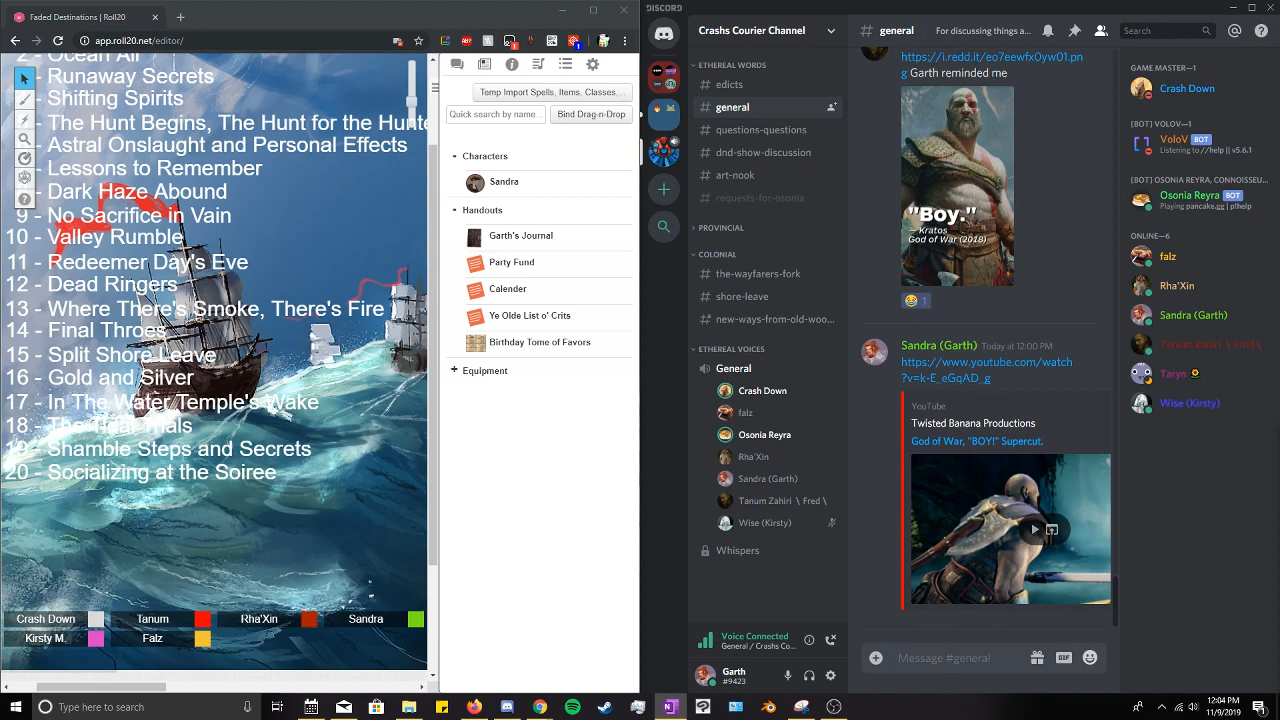 Faded Destinations | Roll20
app.roll20.net/editor/
2 - Ocean Air
- Runaway Secrets
- Shifting Spirits
- The Hunt Begins, The Hunt for the Hunte
- Astral Onslaught and Personal Effects
- Lessons to Remember
- Dark Haze Abound
9 - No Sacrifice in Vain
10 - Valley Rumble
11 - Redeemer Day's Eve
12 - Dead Ringers
13 - Where There's Smoke, There's Fire
14 - Final Throes
15 - Split Shore Leave
16 - Gold and Silver
17 - In The Water Temple's Wake
18 - The Tidal Trials
19 - Shamble Steps and Secrets
20 - Socializing at the Soiree
Crash Down
Tanum
Rha'Xin
Sandra
Kirsty M.
Falz
Temp Import Spells, Items, Classes,...
Quick search by name...
Bind Drag-n-Drop
Characters
Sandra
Handouts
Garth's Journal
Party Fund
Calender
Ye Olde List o' Crits
Birthday Tome of Favors
Equipment
DISCORD
Crashs Courier Channel
ETHEREAL WORDS
# edicts
# general
# questions-questions
# dnd-show-discussion
# art-nook
# requests-for-osonia
PROVINCIAL
COLONIAL
# the-wayfarers-fork
# shore-leave
# new-ways-from-old-woo...
ETHEREAL VOICES
General
Crash Down
falz
Osonia Reyra
Rha'Xin
Sandra (Garth)
Tanum Zahiri \ Fred \
Wise (Kirsty)
Whispers
Voice Connected
General / Crashs Co...
Garth
#9423
# general
For discussing things a...
Search
https://i.redd.it/eo7eewfx0yw01.pn
g Garth reminded me
"Boy."
— Kratos
God of War (2018)
1
Sandra (Garth) Today at 12:00 PM
https://www.youtube.com/watch
?v=k-E_eGqAD_g
YouTube
Twisted Banana Productions
God of War, "BOY!" Supercut.
Message #general
GIF
GAME MASTER—1
Crash Down
[BOT] VOLOV—1
VoloV BOT
Listening to //help || v5.6.1
[BOT] OSONIA REYRA, CONNOISSEU...
Osonia Reyra BOT
Playing pancake.gg | p!help
ONLINE—6
falz
Rha'Xin
Sandra (Garth)
Tanum Zahiri \ Fred \
Taryn
Wise (Kirsty)
Type here to search
12:04 PM
11/9/2019